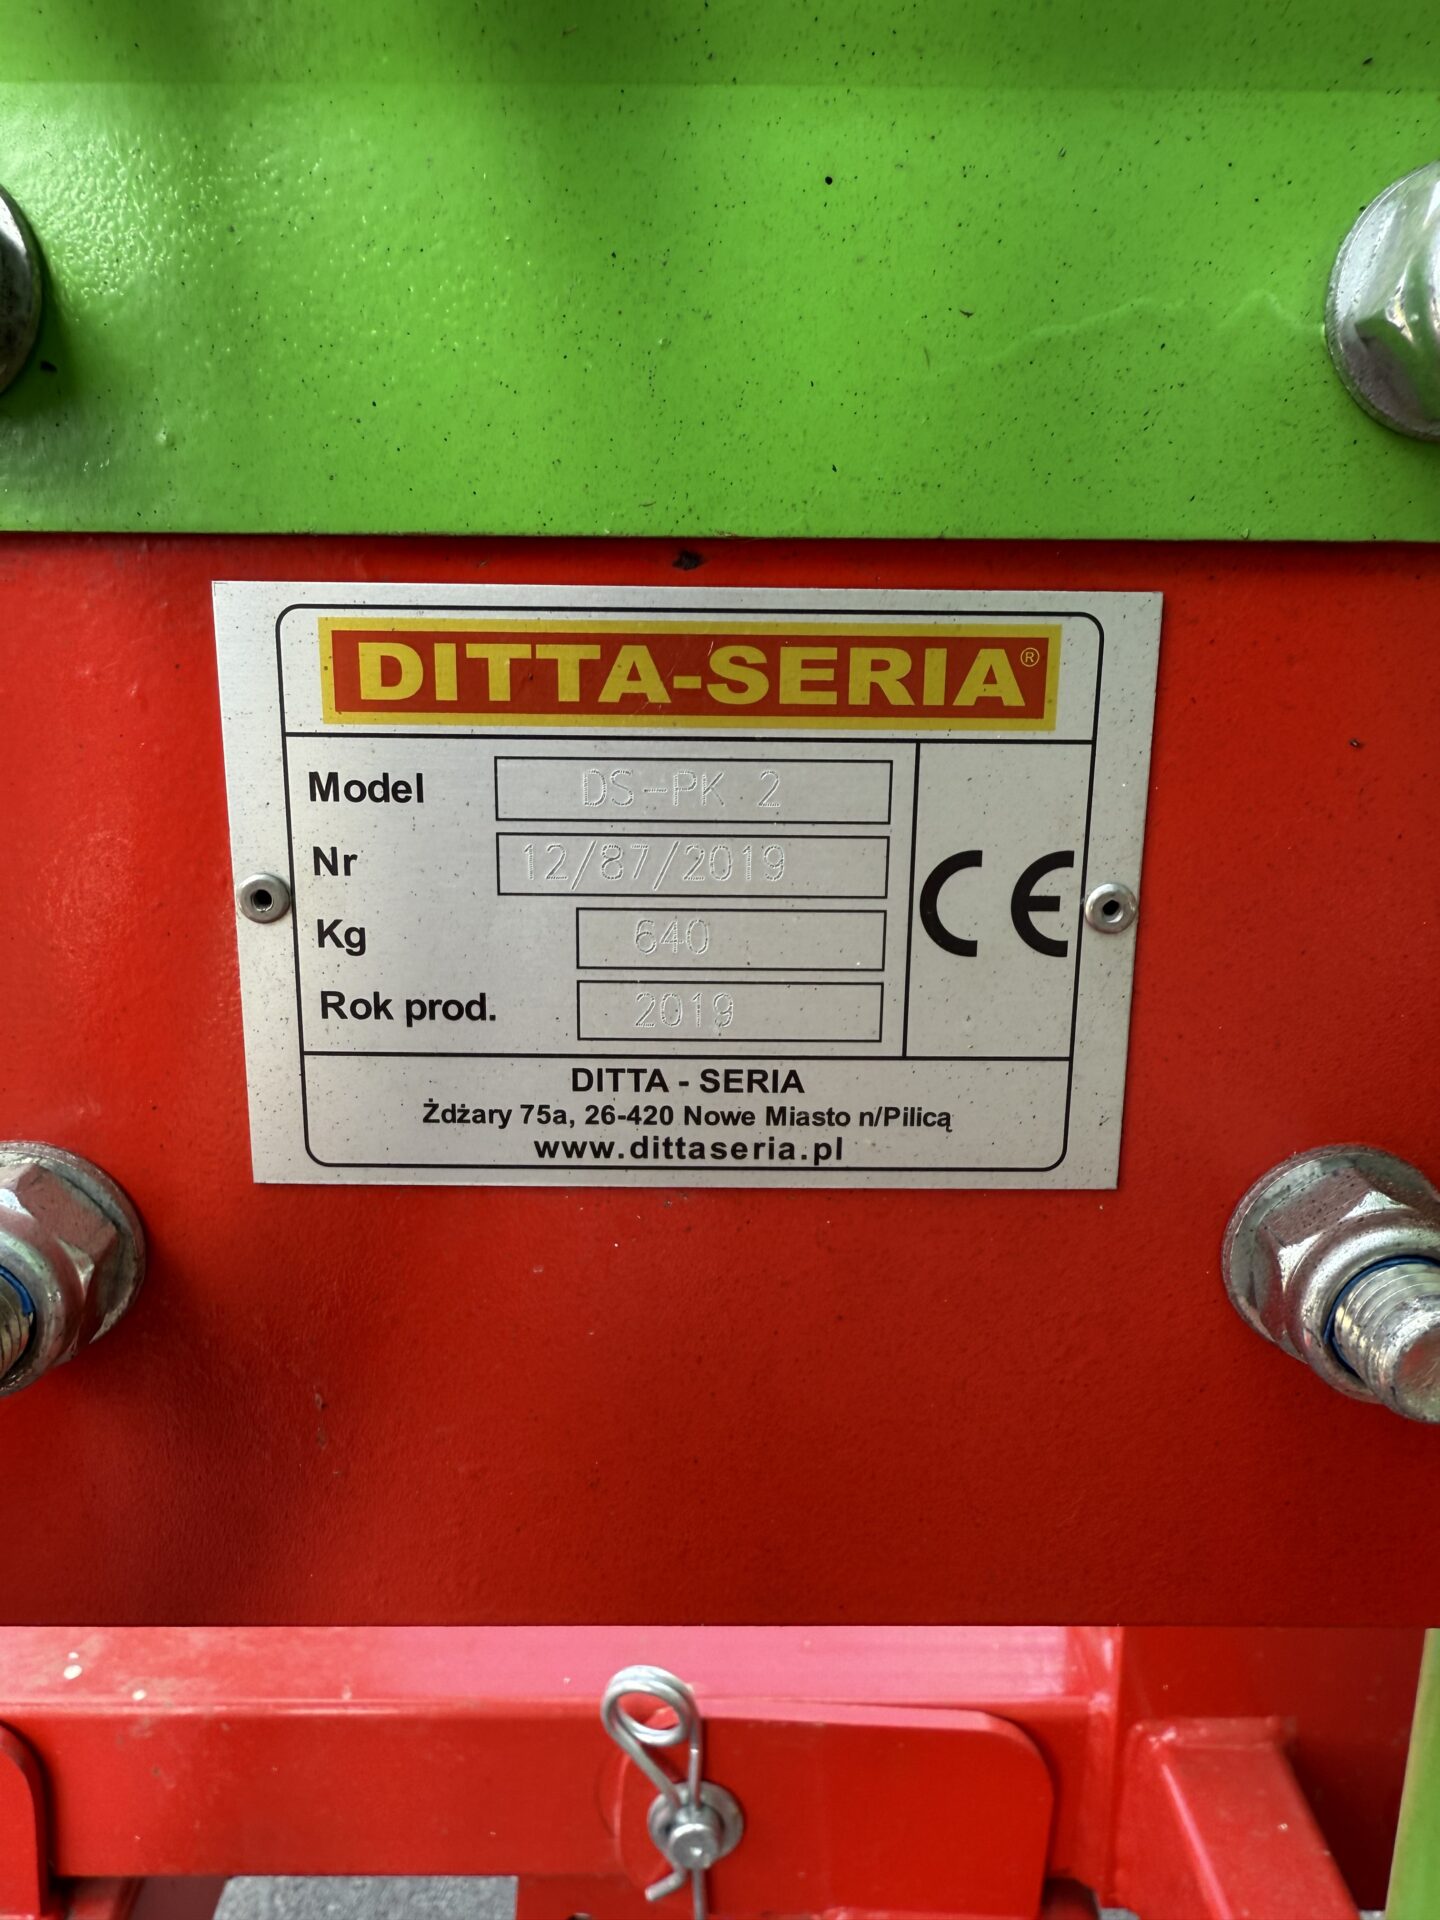 DITTA-SERIA®
Model DS-PK 2
Nr 12/87/2019
Kg 640
Rok prod. 2019
CE
DITTA - SERIA
Żdżary 75a, 26-420 Nowe Miasto n/Pilicą
www.dittaseria.pl